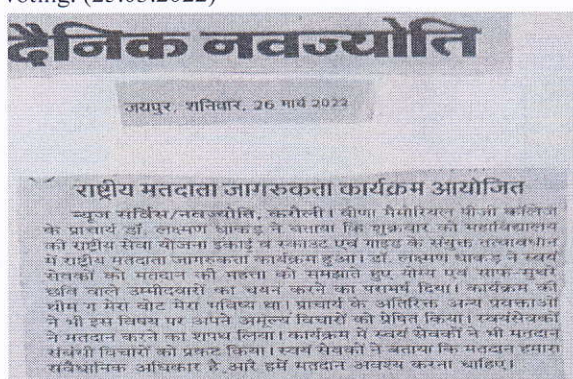 voting. (25.03.2022)
दैनिक नवज्योति
जयपुर, शनिवार, 26 मार्च 2022
राष्ट्रीय मतदाता जागरुकता कार्यक्रम आयोजित
न्यूज सर्विस/नवज्योति, करौली। वीणा मैमोरियल पीजी कॉलेज
के प्राचार्य डॉ. लक्ष्मण धाकड़ ने बताया कि शुक्रवार को महाविद्यालय
की राष्ट्रीय सेवा योजना इकाई व स्काउट एवं गाइड के संयुक्त तत्वावधान
में राष्ट्रीय मतदाता जागरुकता कार्यक्रम हुआ। डॉ. लक्ष्मण धाकड़ ने स्वयं
सेवकों को मतदान की महत्ता को समझाते हुए योग्य एवं साफ-सुथरे
छवि वाले उम्मीदवारों का चयन करने का परामर्ष दिया। कार्यक्रम की
थीम ग मेरा वोट मेरा भविष्य था। प्राचार्य के अतिरिक्त अन्य प्रवक्ताओं
ने भी इस विषय पर अपने अमूल्य विचारों को प्रेषित किया। स्वयंसेवकों
ने मतदान करने का शपथ लिया। कार्यक्रम में स्वयं सेवकों ने भी मतदान
संबंधी विचारों को प्रकट किया। स्वयं सेवकों ने बताया कि मतदान हमारा
संवैधानिक अधिकार है आरे हमें मतदान अवश्य करना चाहिए।